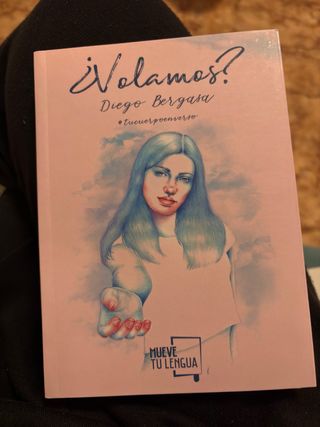 ¿Volamos?
Diego Bergasa
#tucuerpoenverso
MUEVE
TU LENGUA